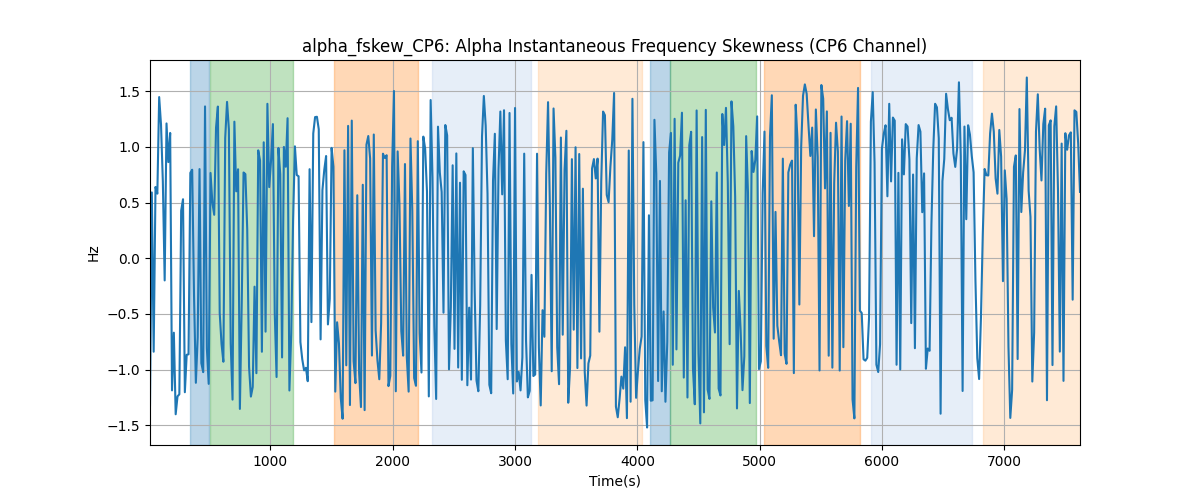 alpha_fskew_CP6: Alpha Instantaneous Frequency Skewness (CP6 Channel)
1.5
1.0
0.5
0.0
−0.5
−1.0
−1.5
Hz
1000 2000 3000 4000 5000 6000 7000
Time(s)